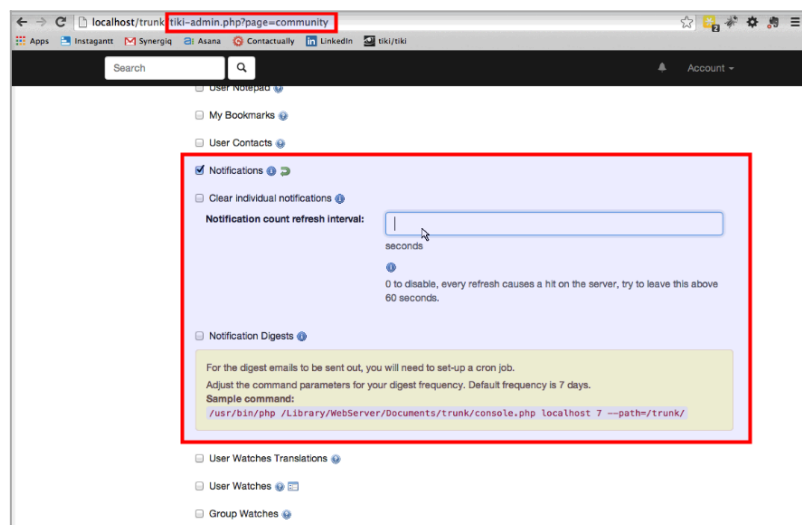 localhost/trunk/tiki-admin.php?page=community
2
Apps Instagantt Synergiq Asana Contactually LinkedIn tiki/tiki
Search Account
User Notepad
My Bookmarks
User Contacts
Notifications
Clear individual notifications
Notification count refresh interval:
seconds
0 to disable, every refresh causes a hit on the server, try to leave this above
60 seconds.
Notification Digests
For the digest emails to be sent out, you will need to set-up a cron job.
Adjust the command parameters for your digest frequency. Default frequency is 7 days.
Sample command:
/usr/bin/php /Library/WebServer/Documents/trunk/console.php localhost 7 --path=/trunk/
User Watches Translations
User Watches
Group Watches